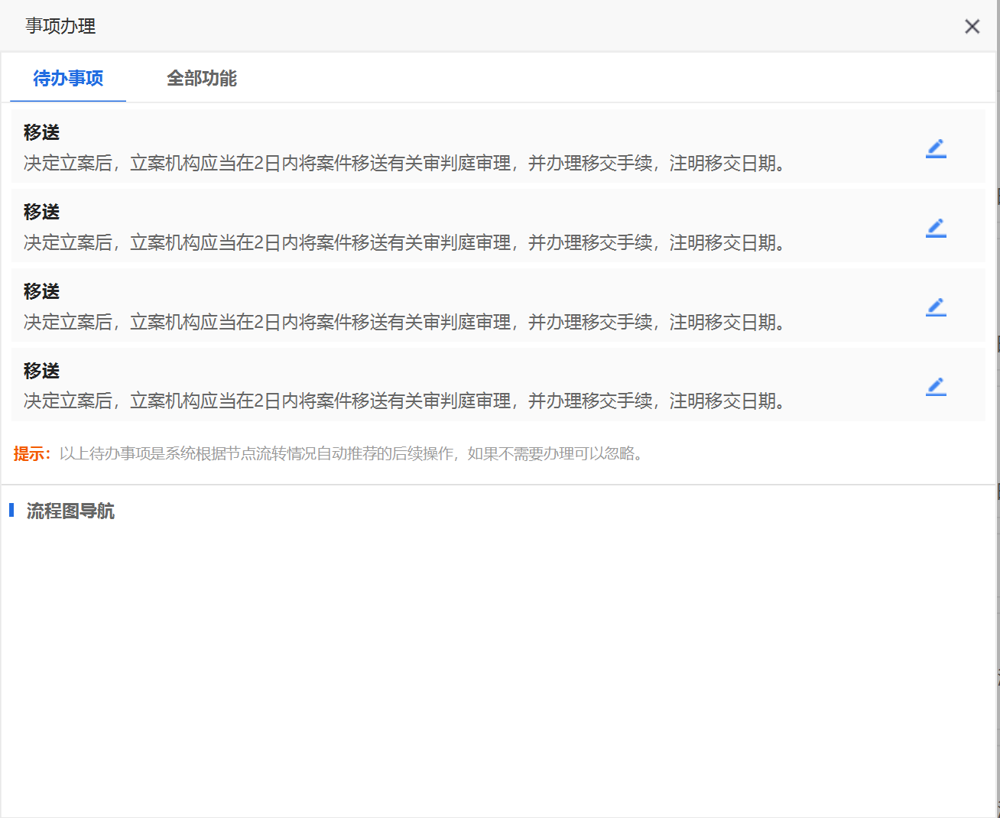 事项办理
待办事项 全部功能
移送
决定立案后，立案机构应当在2日内将案件移送有关审判庭审理，并办理移交手续，注明移交日期。
移送
决定立案后，立案机构应当在2日内将案件移送有关审判庭审理，并办理移交手续，注明移交日期。
移送
决定立案后，立案机构应当在2日内将案件移送有关审判庭审理，并办理移交手续，注明移交日期。
移送
决定立案后，立案机构应当在2日内将案件移送有关审判庭审理，并办理移交手续，注明移交日期。
提示：以上待办事项是系统根据节点流转情况自动推荐的后续操作，如果不需要办理可以忽略。
流程图导航